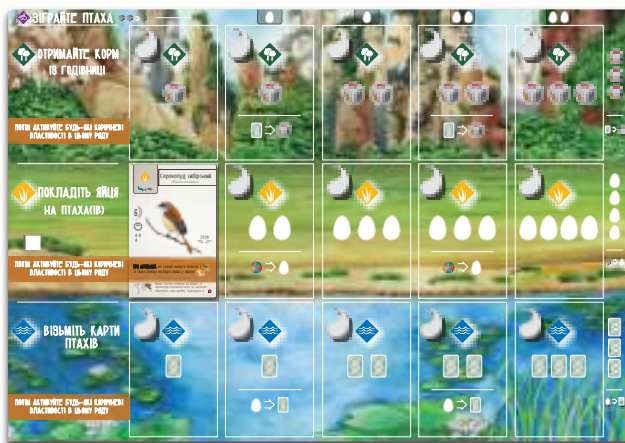 ЗІГРАЙТЕ ПТАХА
ОТРИМАЙТЕ КОРМ
ІЗ ГОДІВНИЦІ
ПОТІМ АКТИВУЙТЕ БУДЬ-ЯКІ КОРИЧНЕВІ
ВЛАСТИВОСТІ В ЦЬОМУ РЯДУ
Сорокопуд сибірський
ПОКЛАДІТЬ ЯЙЦЯ
НА ПТАХА(ІВ)
ПОТІМ АКТИВУЙТЕ БУДЬ-ЯКІ КОРИЧНЕВІ
ВЛАСТИВОСТІ В ЦЬОМУ РЯДУ
ВІЗЬМІТЬ КАРТИ
ПТАХІВ
ПОТІМ АКТИВУЙТЕ БУДЬ-ЯКІ КОРИЧНЕВІ
ВЛАСТИВОСТІ В ЦЬОМУ РЯДУ